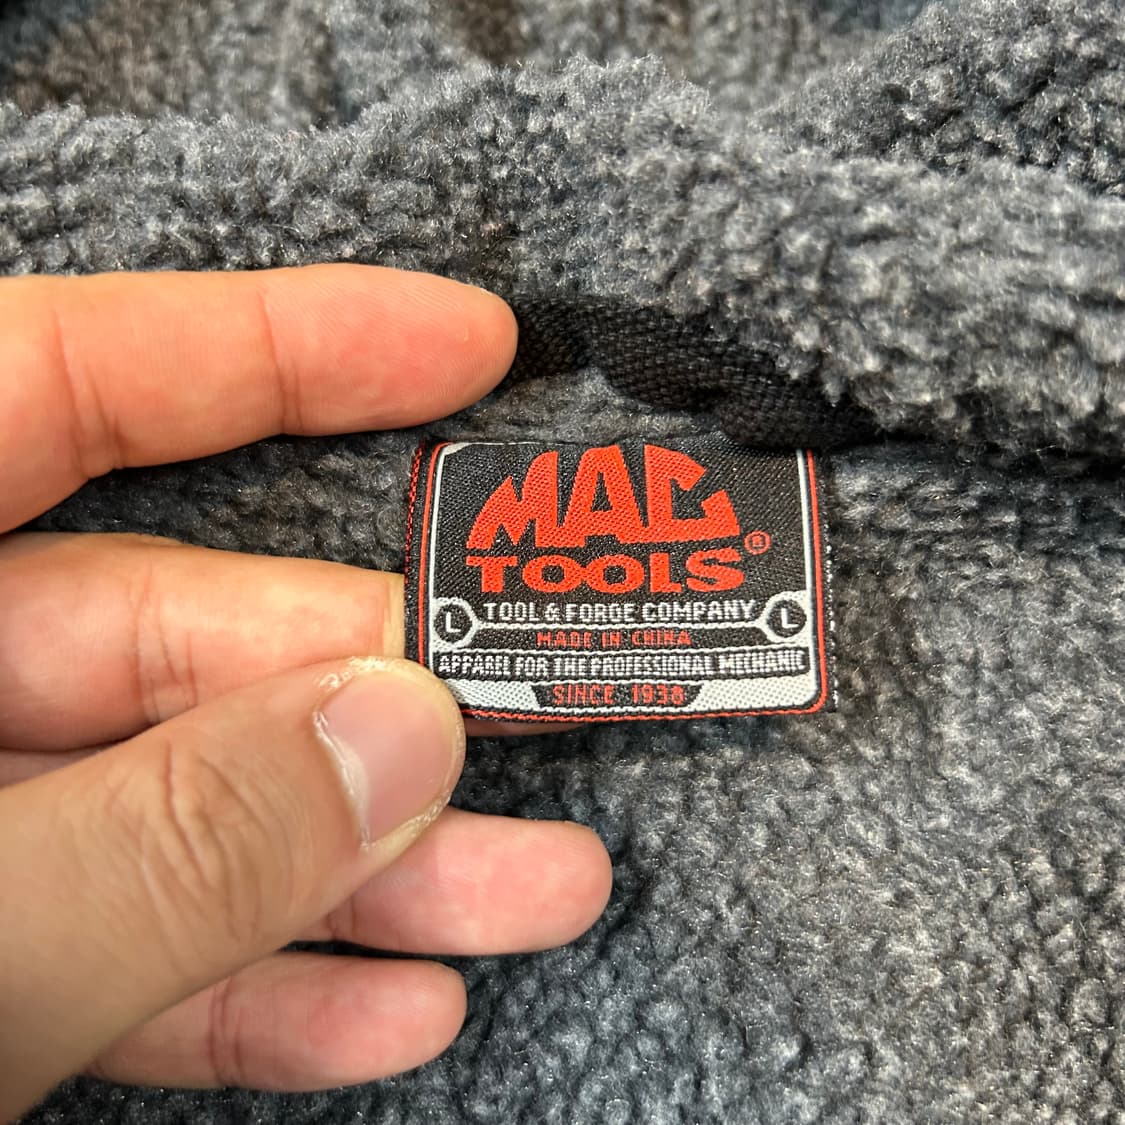 MAC
TOOLS®
TOOL & FORGE COMPANY
L L
MADE IN CHINA
APPAREL FOR THE PROFESSIONAL MECHANIC
SINCE 1938